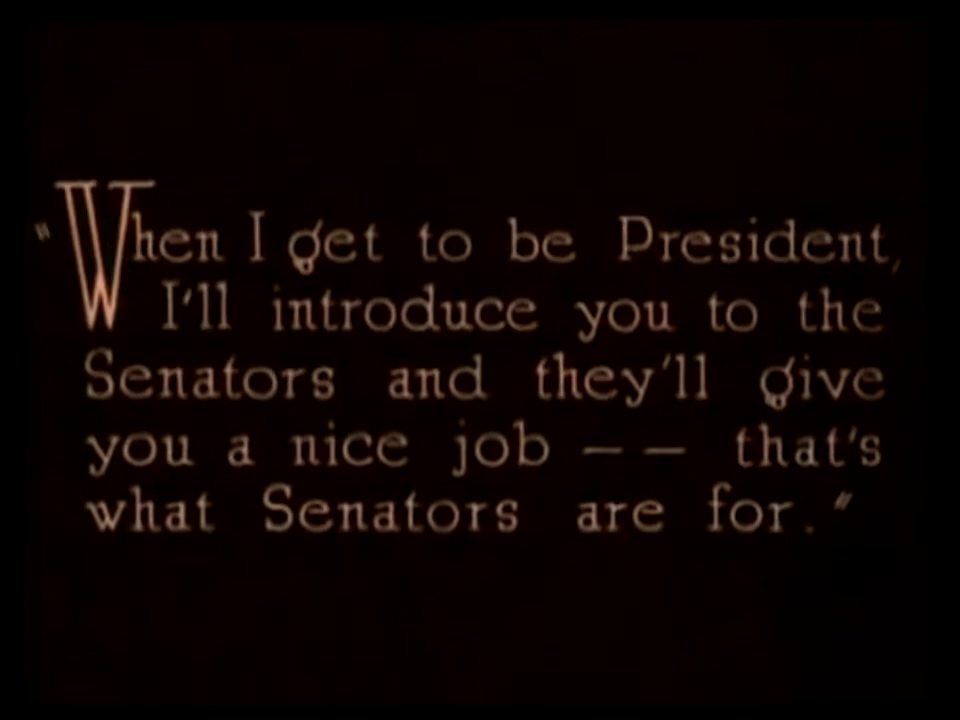 "When I get to be President,
I'll introduce you to the
Senators and they'll give
you a nice job — — that's
what Senators are for."